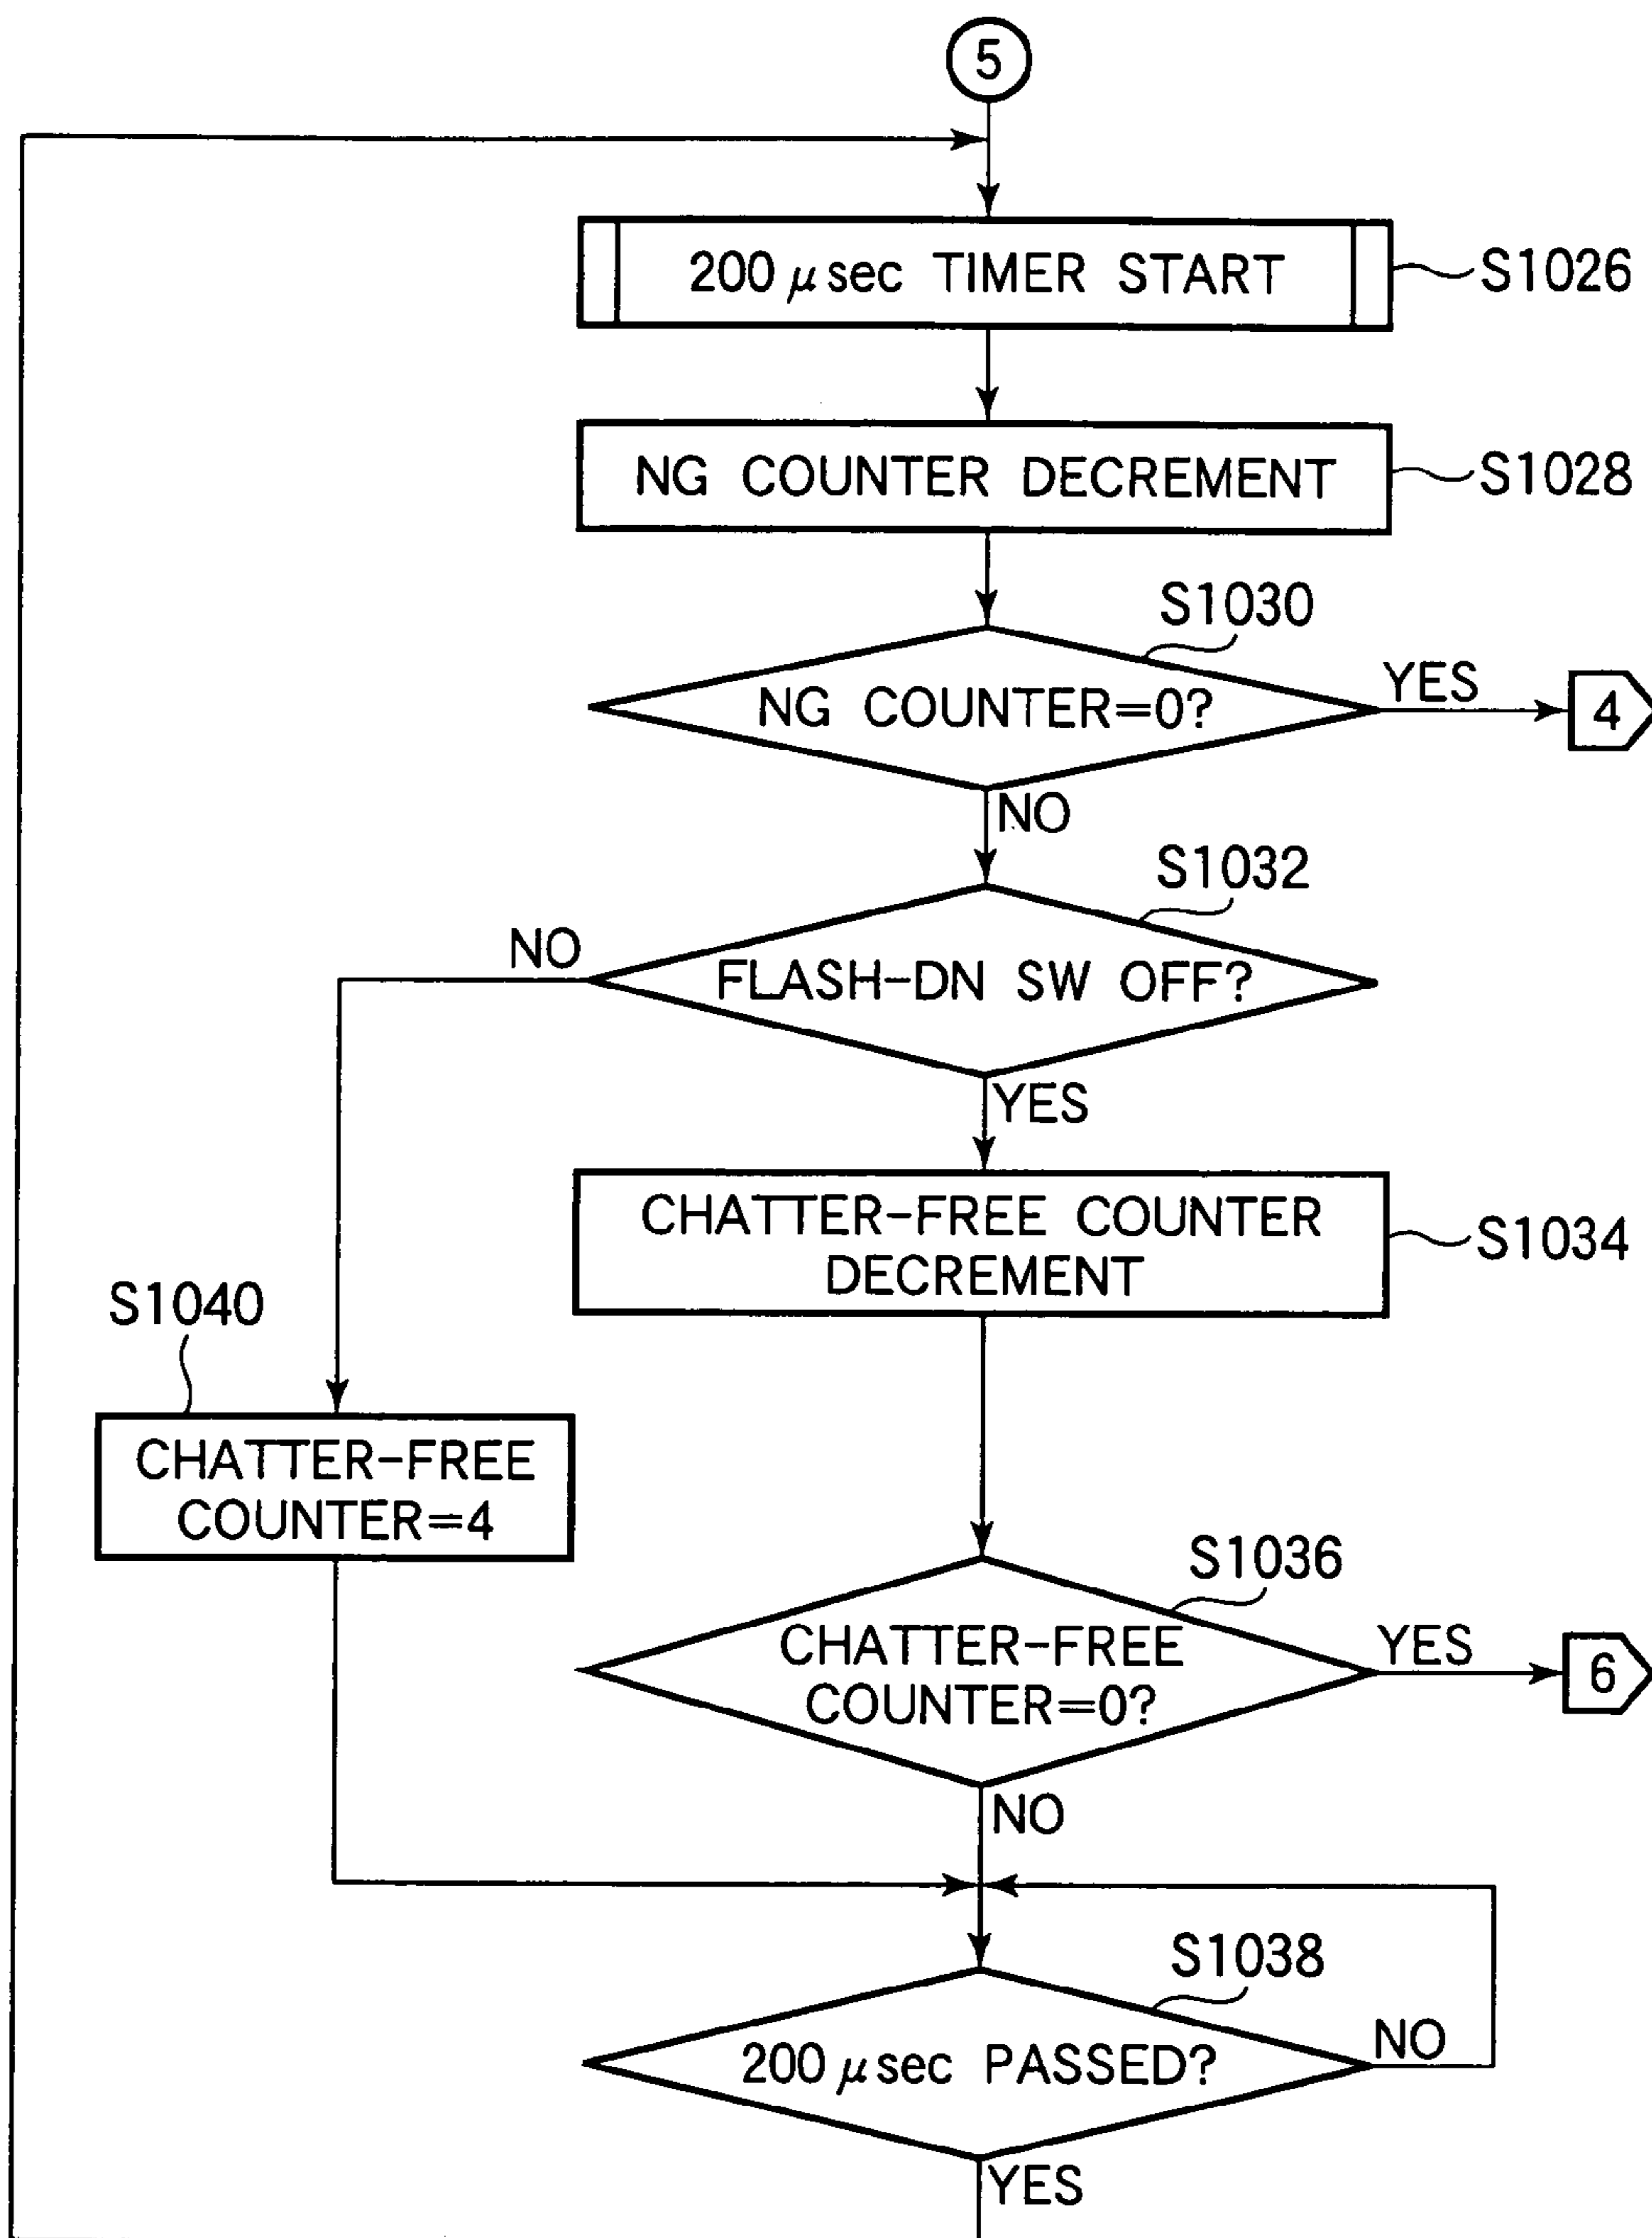 5
200 μsec TIMER START
S1026
NG COUNTER DECREMENT
S1028
S1030
NG COUNTER=0?
YES
4
NO
S1032
NO
FLASH-DN SW OFF?
YES
CHATTER-FREE COUNTER
DECREMENT
S1034
S1040
CHATTER-FREE
COUNTER=4
S1036
CHATTER-FREE
COUNTER=0?
YES
6
NO
S1038
200 μsec PASSED?
NO
YES